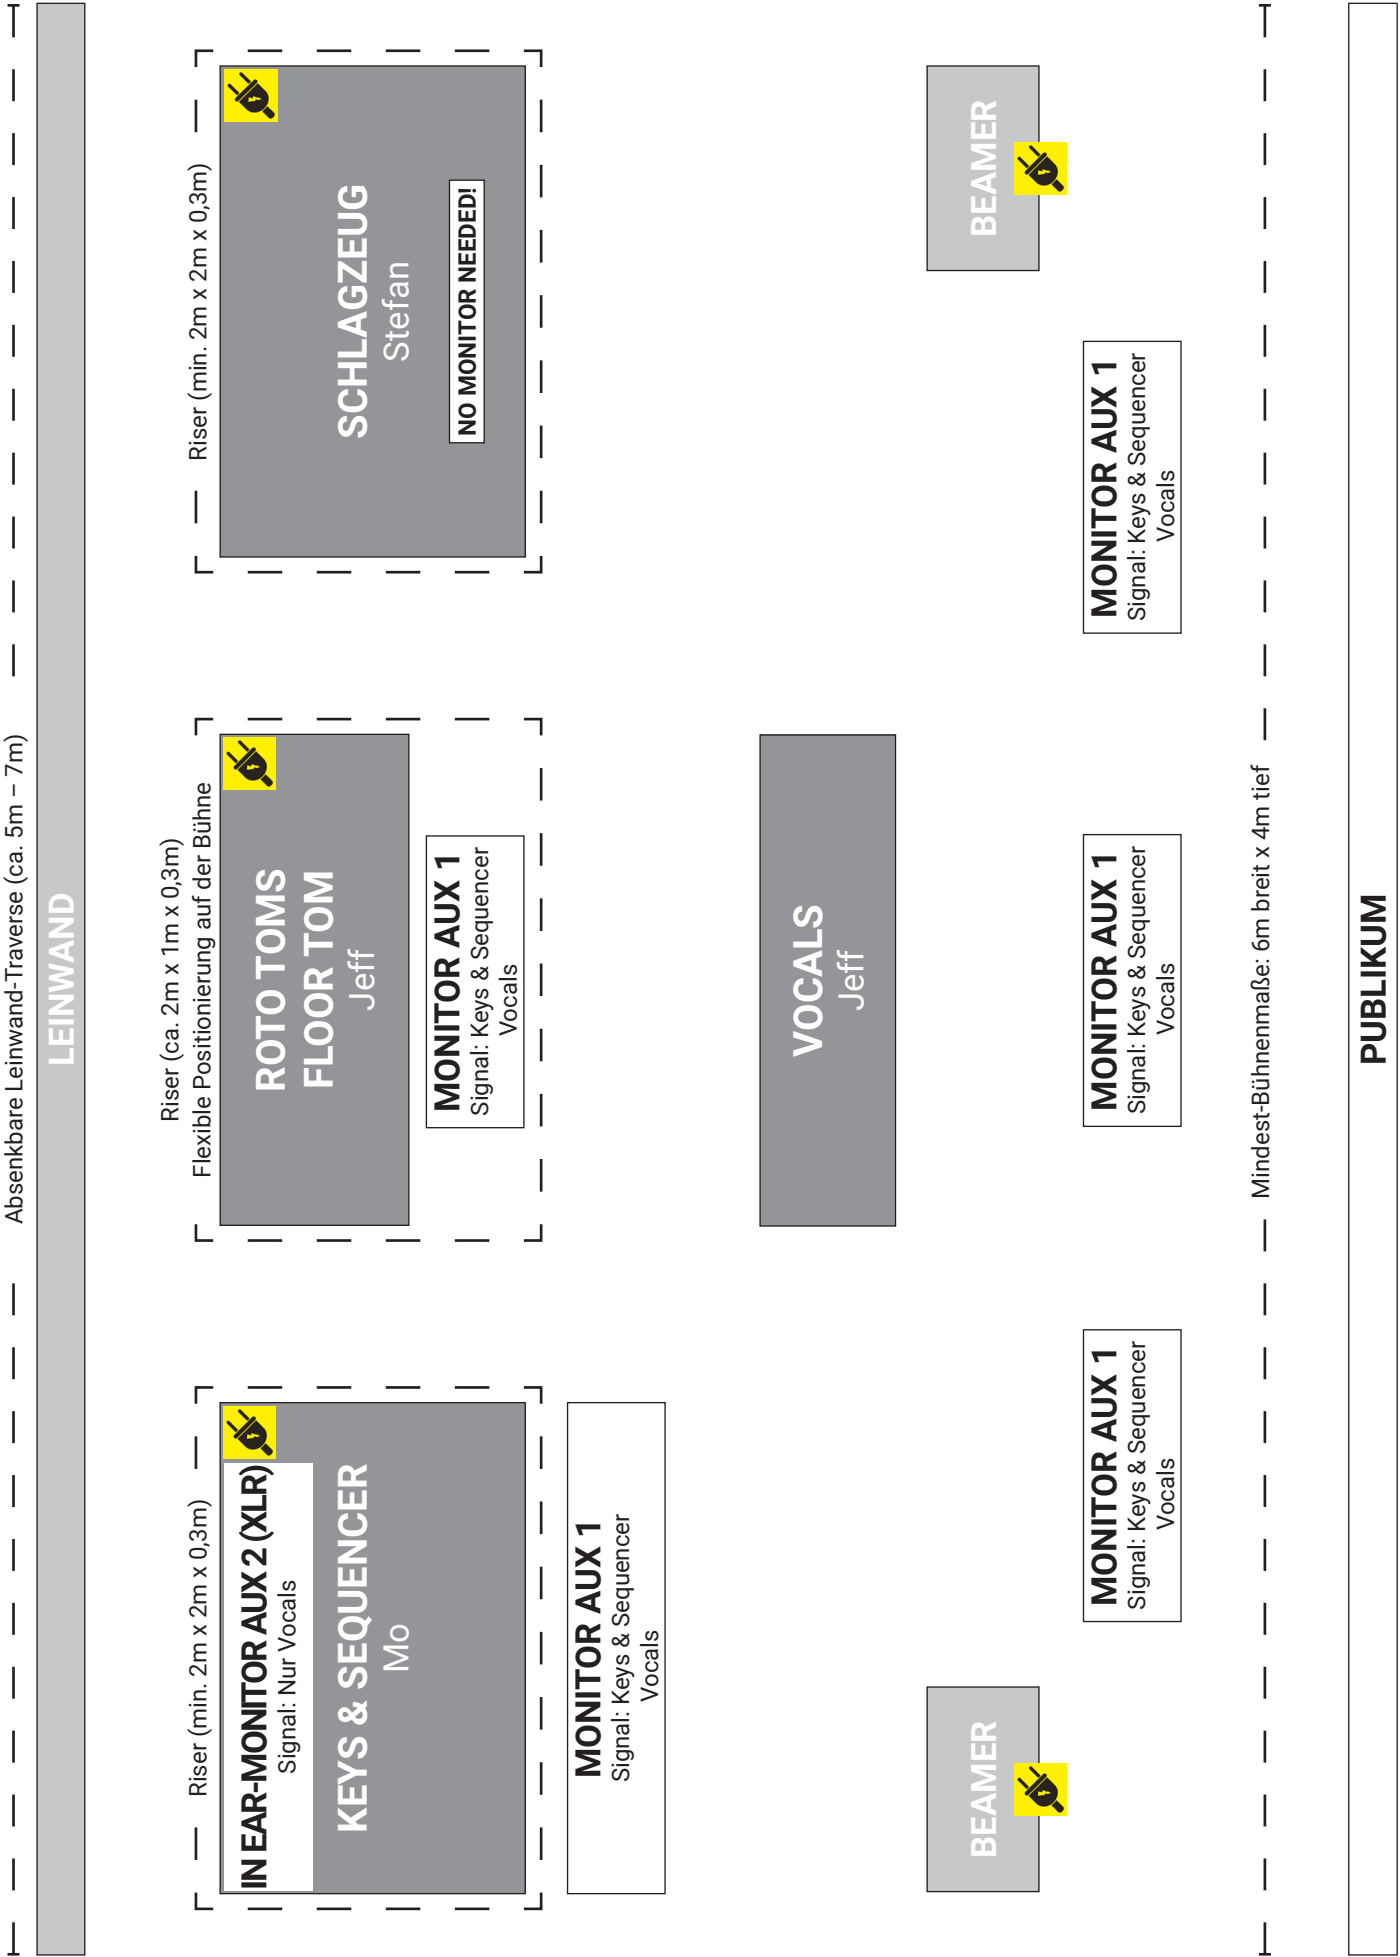 Absenkbare Leinwand-Traverse (ca. 5m – 7m)
LEINWAND
Riser (min. 2m x 2m x 0,3m)
IN EAR-MONITOR AUX 2 (XLR)
Signal: Nur Vocals
KEYS & SEQUENCER
Mo
MONITOR AUX 1
Signal: Keys & Sequencer
Vocals
Riser (ca. 2m x 1m x 0,3m)
Flexible Positionierung auf der Bühne
ROTO TOMS
FLOOR TOM
Jeff
MONITOR AUX 1
Signal: Keys & Sequencer
Vocals
Riser (min. 2m x 2m x 0,3m)
SCHLAGZEUG
Stefan
NO MONITOR NEEDED!
VOCALS
Jeff
BEAMER
BEAMER
MONITOR AUX 1
Signal: Keys & Sequencer
Vocals
MONITOR AUX 1
Signal: Keys & Sequencer
Vocals
MONITOR AUX 1
Signal: Keys & Sequencer
Vocals
Mindest-Bühnenmaße: 6m breit x 4m tief
PUBLIKUM